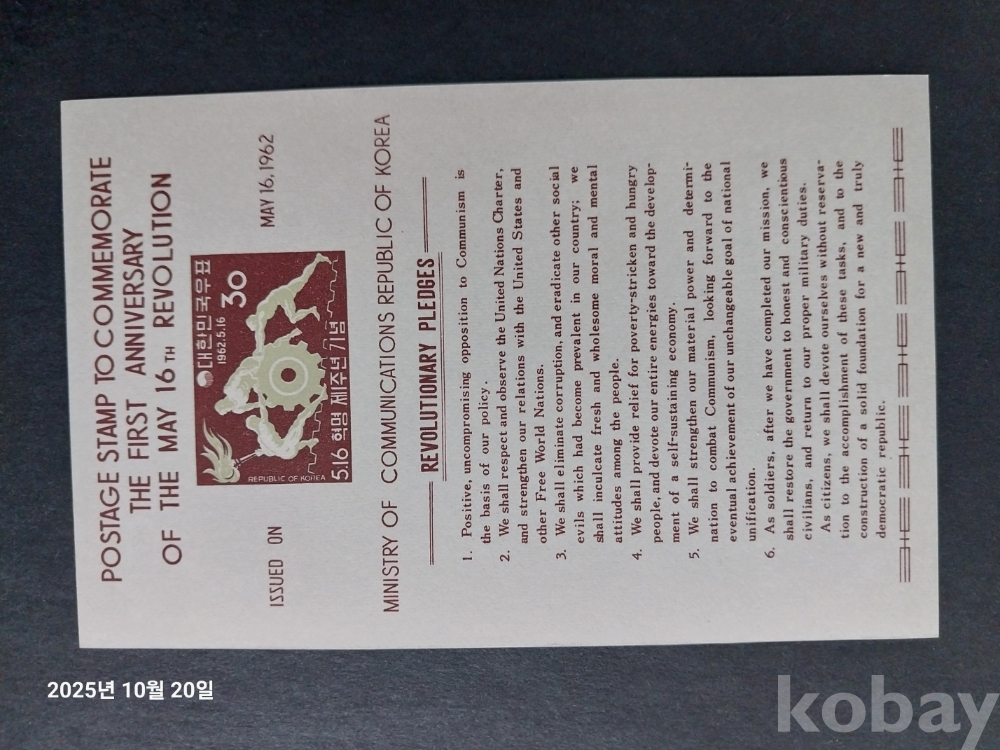 POSTAGE STAMP TO COMMEMORATE
THE FIRST ANNIVERSARY
OF THE MAY 16TH REVOLUTION
대한민국우표
1962.5.16
30
REPUBLIC OF KOREA
5.16 혁명 제1주년 기념
ISSUED ON
MAY 16, 1962
MINISTRY OF COMMUNICATIONS REPUBLIC OF KOREA
REVOLUTIONARY PLEDGES
1. Positive, uncompromising opposition to Communism is
the basis of our policy.
2. We shall respect and observe the United Nations Charter,
and strengthen our relations with the United States and
other Free World Nations.
3. We shall eliminate corruption, and eradicate other social
evils which had become prevalent in our country; we
shall inculcate fresh and wholesome moral and mental
attitudes among the people.
4. We shall provide relief for poverty-stricken and hungry
people, and devote our entire energies toward the develop-
ment of a self-sustaining economy.
5. We shall strengthen our material power and determi-
nation to combat Communism, looking forward to the
eventual achievement of our unchangeable goal of national
unification.
6. As soldiers, after we have completed our mission, we
shall restore the government to honest and conscientious
civilians, and return to our proper military duties.
As citizens, we shall devote ourselves without reserva-
tion to the accomplishment of these tasks, and to the
construction of a solid foundation for a new and truly
democratic republic.
2025년 10월 20일
kobay